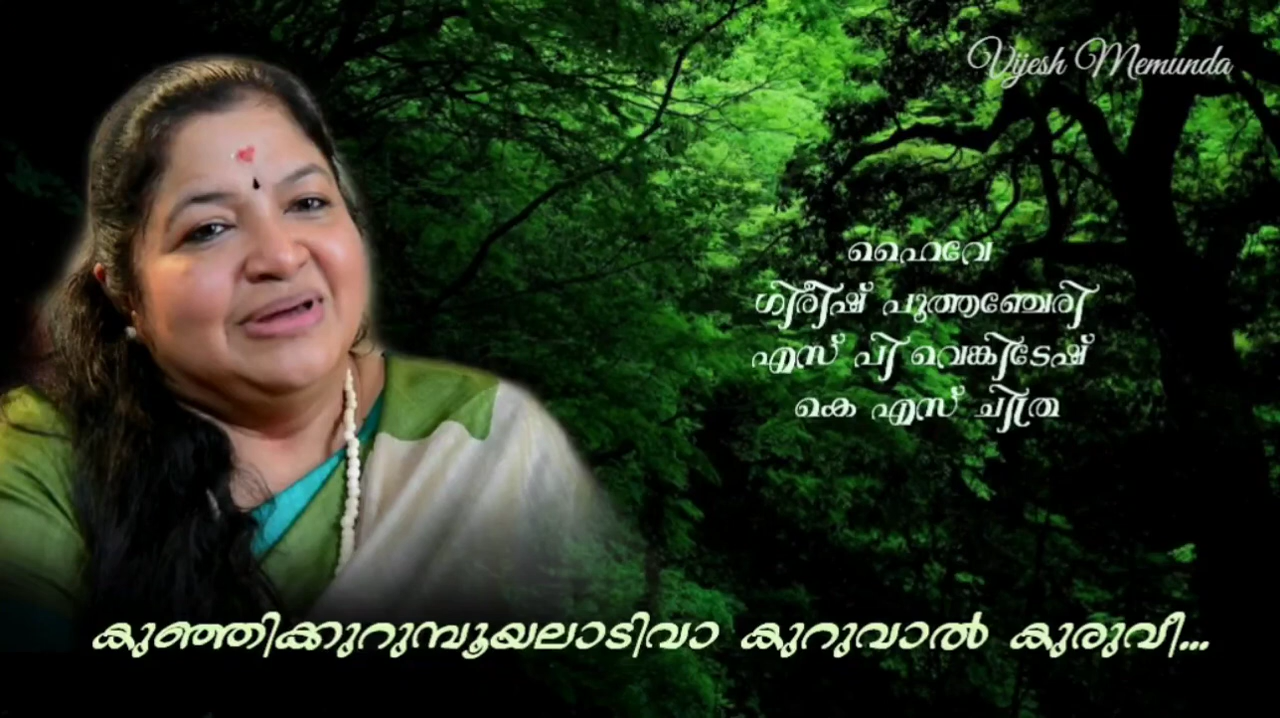 Vijesh Memunda
ഹൈവേ
ഗിരീഷ് പുത്തഞ്ചേരി
എസ് പി വെങ്കിടേഷ്
കെ എസ് ചിത്ര
കുഞ്ഞിക്കുറുമ്പൂയലാടിവാ കുറുവാൽ കുരുവീ...